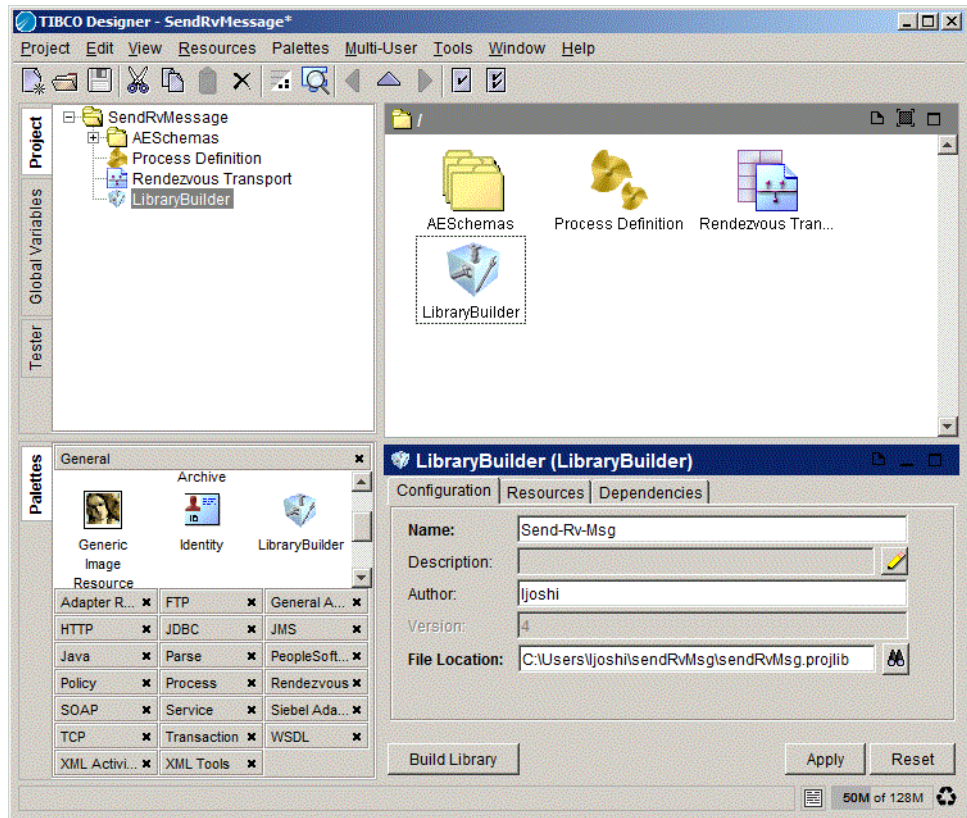 TIBCO Designer - SendRvMessage*
Project Edit View Resources Palettes Multi-User Tools Window Help
Project
Global Variables
Tester
SendRvMessage
AESchemas
Process Definition
Rendezvous Transport
LibraryBuilder
/
AESchemas
Process Definition
Rendezvous Tran...
LibraryBuilder
Palettes
General
Archive
Generic
Image
Resource
ID
Identity
LibraryBuilder
Adapter R... FTP General A...
HTTP JDBC JMS
Java Parse PeopleSoft...
Policy Process Rendezvous
SOAP Service Siebel Ada...
TCP Transaction WSDL
XML Activi... XML Tools
LibraryBuilder (LibraryBuilder)
Configuration Resources Dependencies
Name: Send-Rv-Msg
Description:
Author: ljoshi
Version: 4
File Location: C:\Users\ljoshi\sendRvMsg\sendRvMsg.projlib
Build Library Apply Reset
50M of 128M